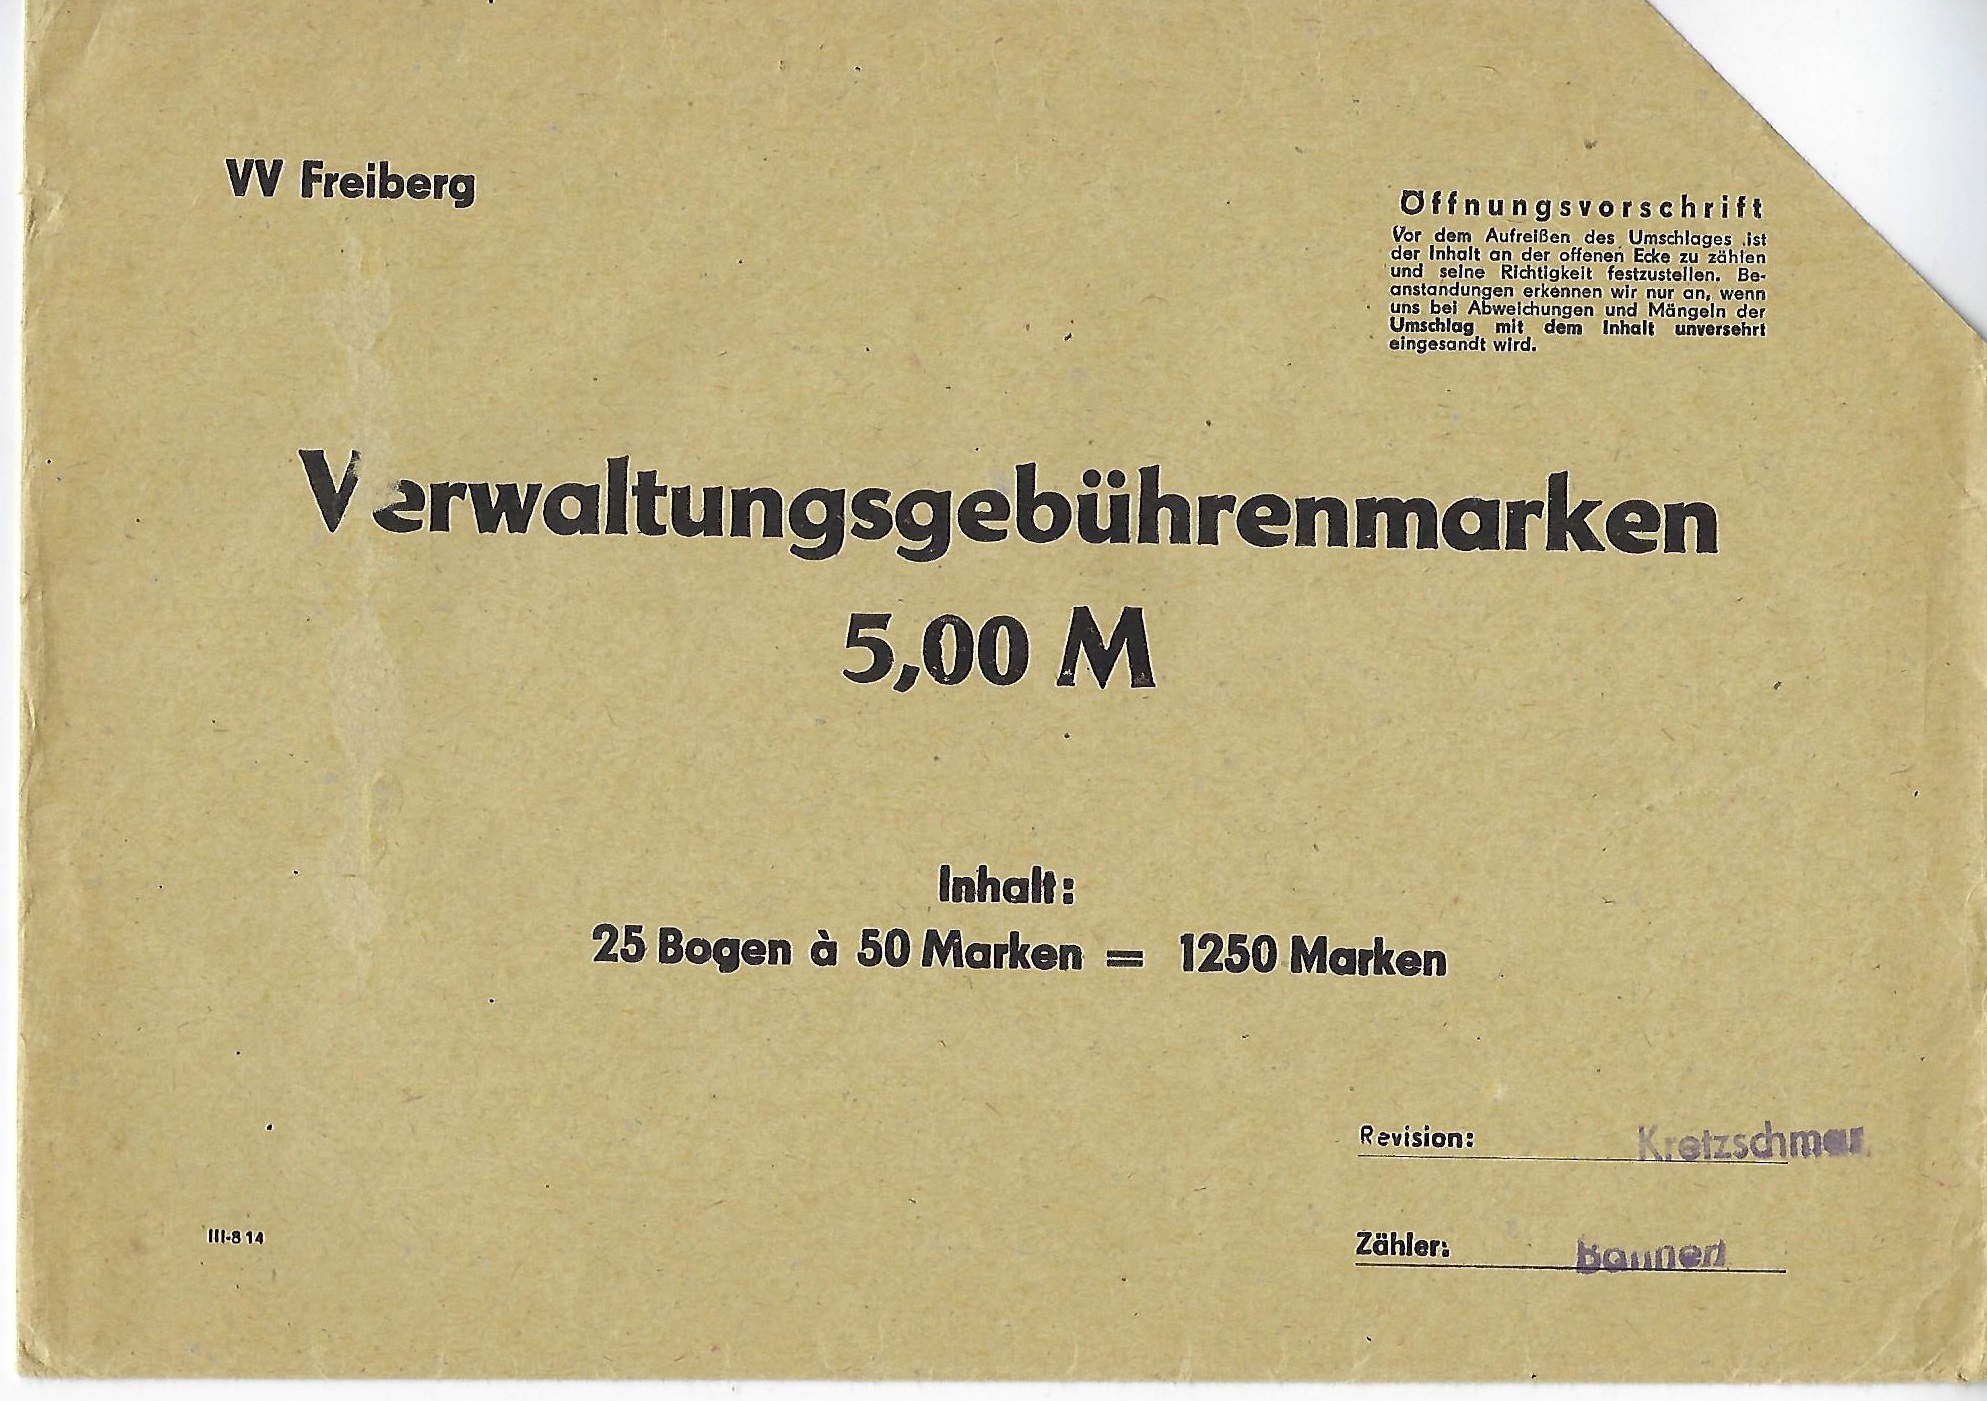 VV Freiberg
Öffnungsvorschrift
Vor dem Aufreißen des Umschlages ist
der Inhalt an der offenen Ecke zu zählen
und seine Richtigkeit festzustellen. Be-
anstandungen erkennen wir nur an, wenn
uns bei Abweichungen und Mängeln der
Umschlag mit dem Inhalt unversehrt
eingesandt wird.
Verwaltungsgebührenmarken
5,00 M
Inhalt:
25 Bogen à 50 Marken = 1250 Marken
Revision: Kretzschmar
Zähler:
III-8 14